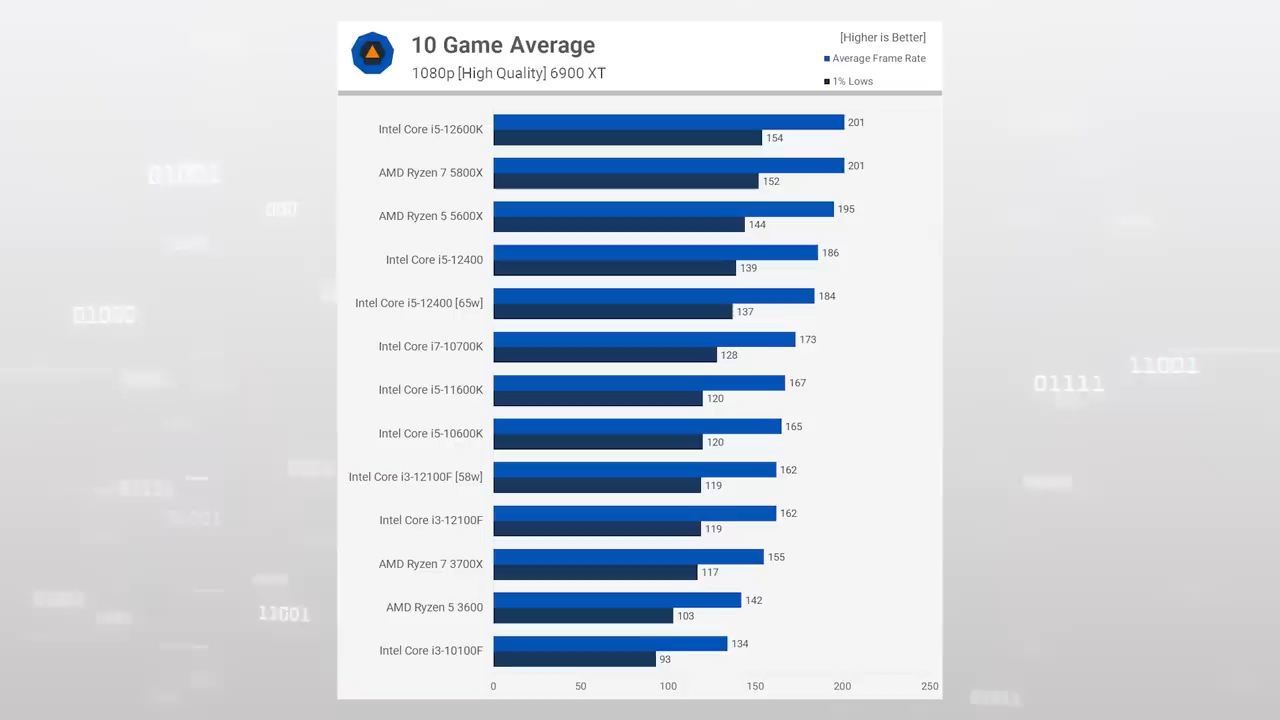 10 Game Average
1080p [High Quality] 6900 XT
[Higher is Better]
Average Frame Rate
1% Lows
Intel Core i5-12600K 201
154
AMD Ryzen 7 5800X 201
152
AMD Ryzen 5 5600X 195
144
Intel Core i5-12400 186
139
Intel Core i5-12400 [65w] 184
137
Intel Core i7-10700K 173
128
Intel Core i5-11600K 167
120
Intel Core i5-10600K 165
120
Intel Core i3-12100F [58w] 162
119
Intel Core i3-12100F 162
119
AMD Ryzen 7 3700X 155
117
AMD Ryzen 5 3600 142
103
Intel Core i3-10100F 134
93
0 50 100 150 200 250
01111
11001
11001